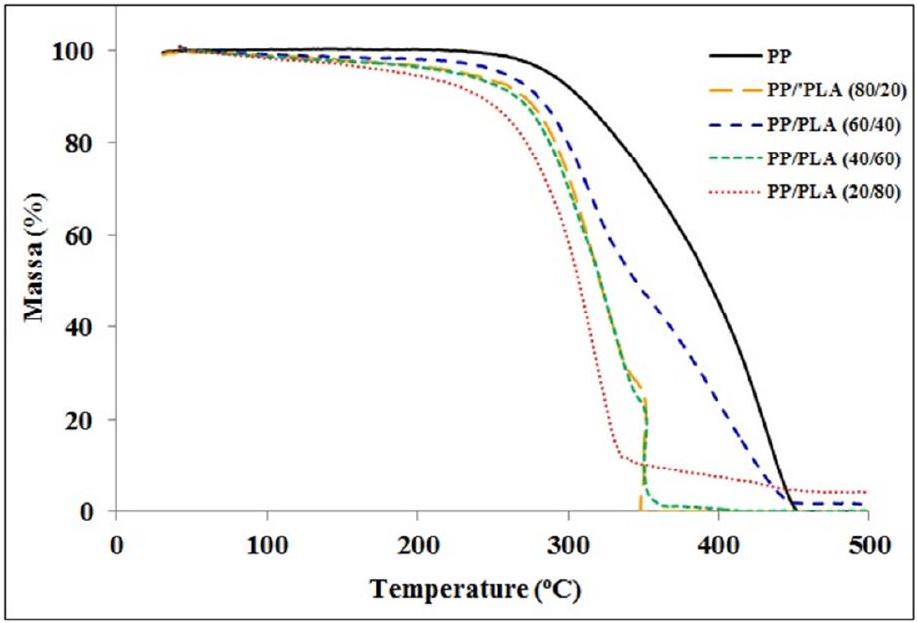 Massa (%)
100
80
60
40
20
0
0 100 200 300 400 500
Temperature (ºC)
PP
PP/'PLA (80/20)
PP/PLA (60/40)
PP/PLA (40/60)
PP/PLA (20/80)